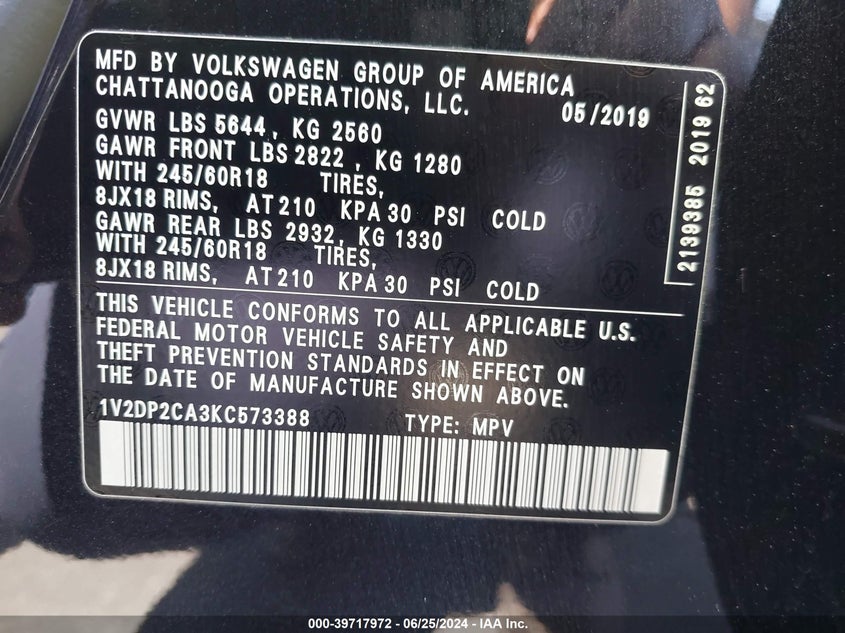 MFD BY VOLKSWAGEN GROUP OF AMERICA
CHATTANOOGA OPERATIONS, LLC. 05/2019
GVWR LBS 5644, KG 2560
GAWR FRONT LBS 2822, KG 1280
WITH 245/60R18 TIRES,
8JX18 RIMS, AT 210 KPA 30 PSI COLD
GAWR REAR LBS 2932, KG 1330
WITH 245/60R18 TIRES,
8JX18 RIMS, AT 210 KPA 30 PSI COLD
THIS VEHICLE CONFORMS TO ALL APPLICABLE U.S.
FEDERAL MOTOR VEHICLE SAFETY AND
THEFT PREVENTION STANDARDS IN EFFECT ON
THE DATE OF MANUFACTURE SHOWN ABOVE.
1V2DP2CA3KC573388 TYPE: MPV
2139385 2019 62
000-39717972 - 06/25/2024 - IAA Inc.